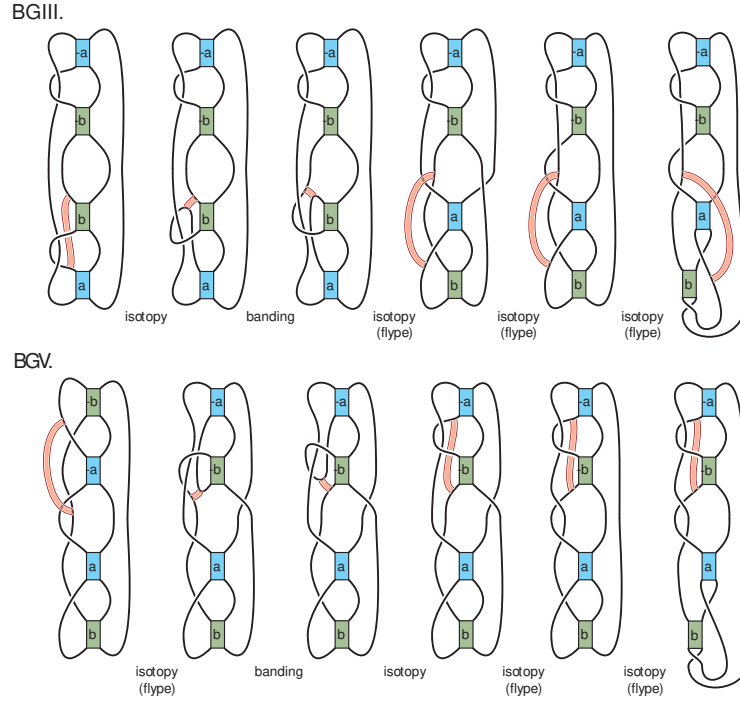 BGIII.
-a -a -a -a -a -a
-b -b -b -b -b -b
b b b a a a
a a a b b b
isotopy banding isotopy isotopy isotopy
(flype) (flype) (flype)
BGV.
-b -a -a -a -a -a
-a -b -b -b -b -b
a a a a a a
b b b b b b
isotopy banding isotopy isotopy isotopy
(flype) (flype) (flype)